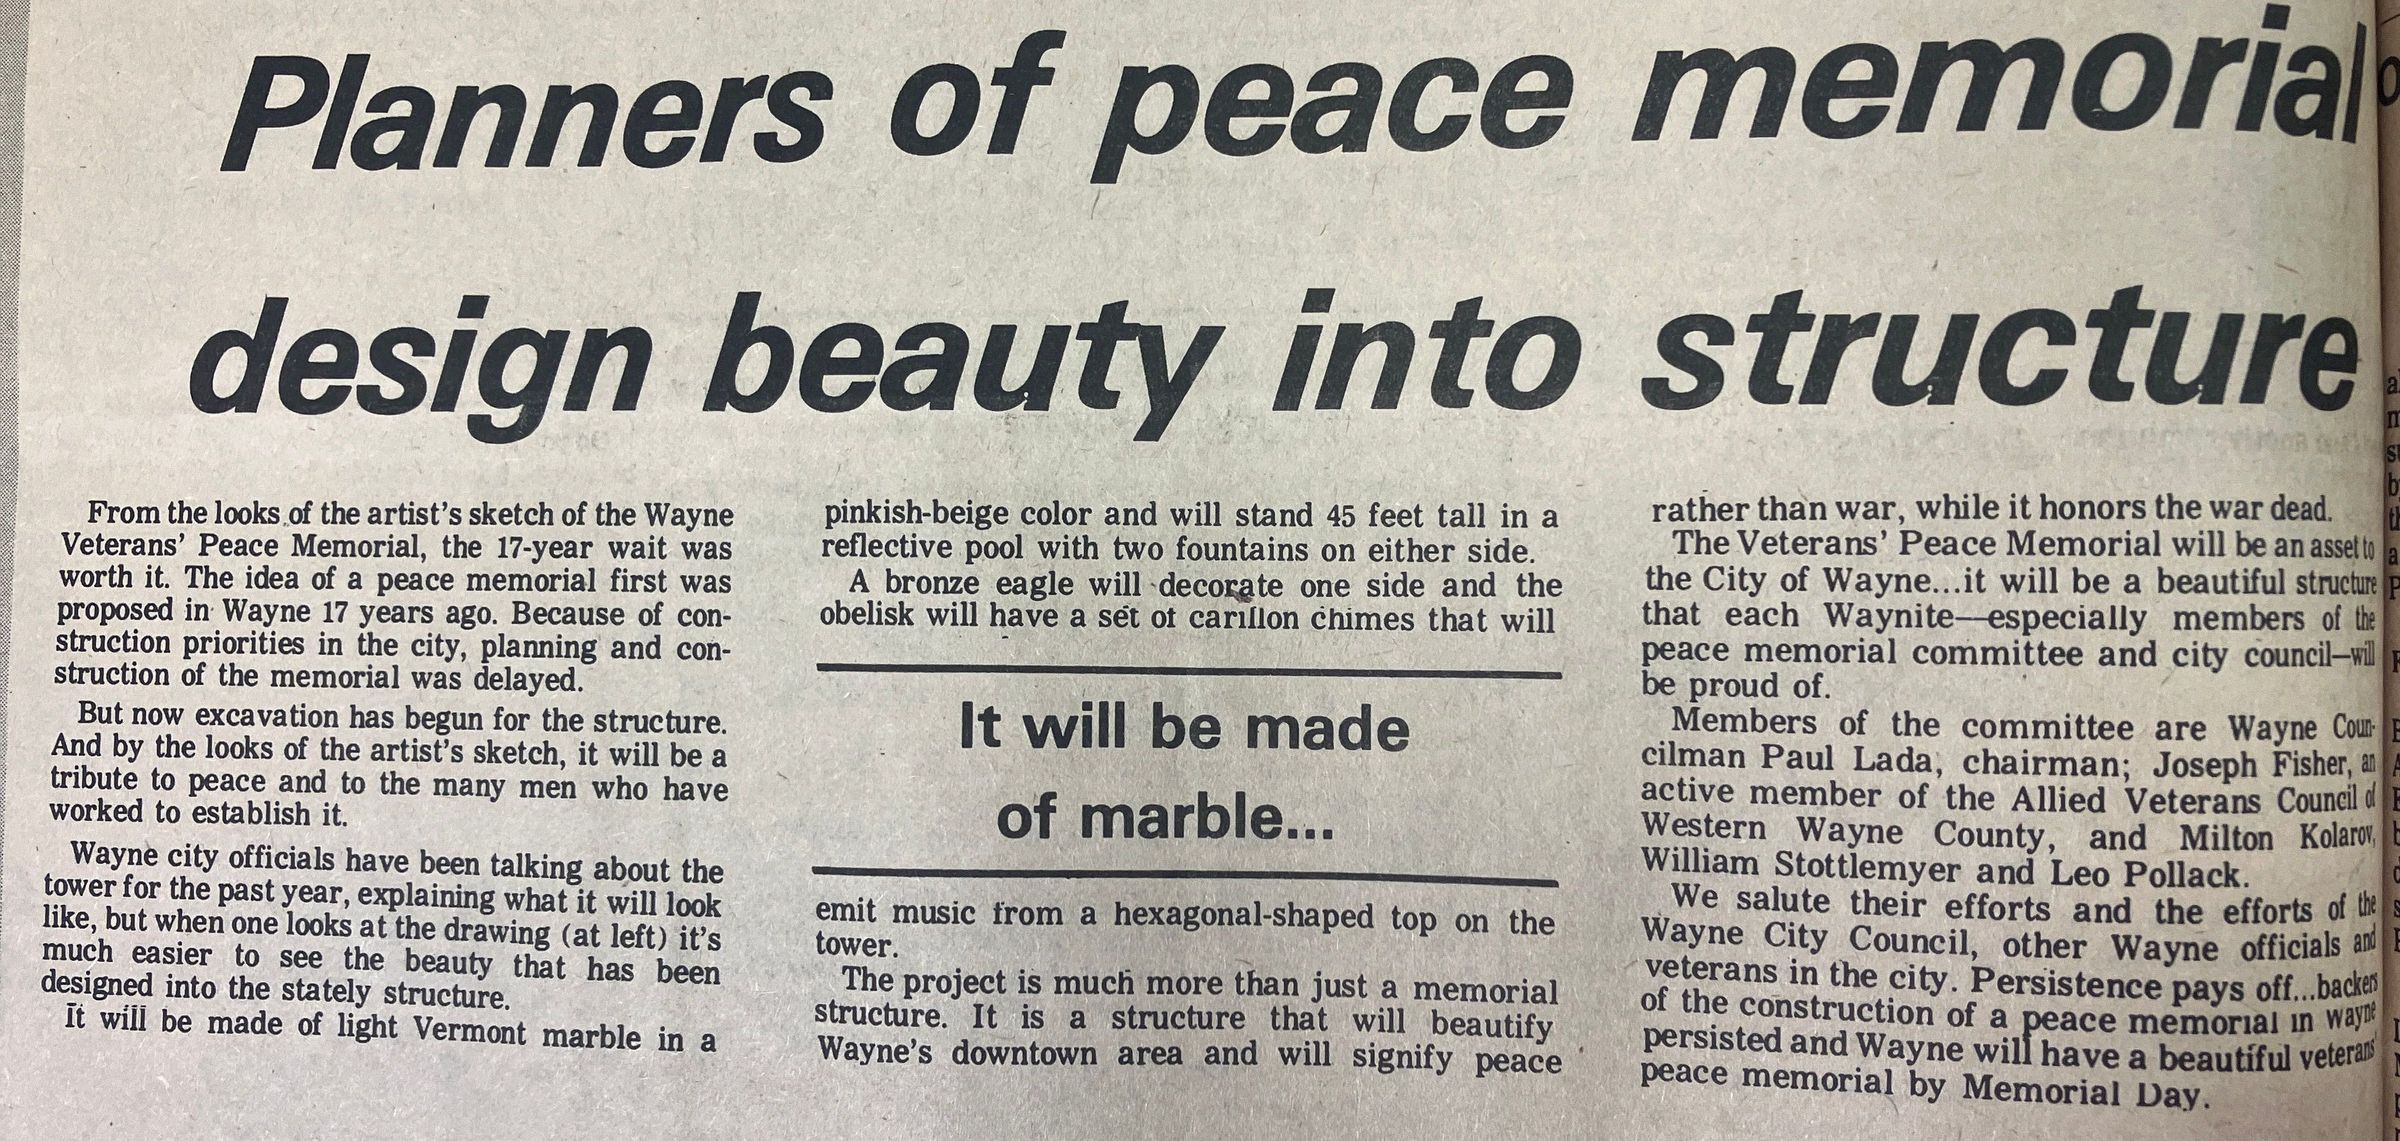 Planners of peace memorial
design beauty into structure
From the looks of the artist's sketch of the Wayne
Veterans' Peace Memorial, the 17-year wait was
worth it. The idea of a peace memorial first was
proposed in Wayne 17 years ago. Because of con-
struction priorities in the city, planning and con-
struction of the memorial was delayed.
But now excavation has begun for the structure.
And by the looks of the artist's sketch, it will be a
tribute to peace and to the many men who have
worked to establish it.
Wayne city officials have been talking about the
tower for the past year, explaining what it will look
like, but when one looks at the drawing (at left) it's
much easier to see the beauty that has been
designed into the stately structure.
It will be made of light Vermont marble in a
pinkish-beige color and will stand 45 feet tall in a
reflective pool with two fountains on either side.
A bronze eagle will decorate one side and the
obelisk will have a set of carillon chimes that will
It will be made
of marble...
emit music from a hexagonal-shaped top on the
tower.
The project is much more than just a memorial
structure. It is a structure that will beautify
Wayne's downtown area and will signify peace
rather than war, while it honors the war dead.
The Veterans' Peace Memorial will be an asset to
the City of Wayne...it will be a beautiful structure
that each Waynite—especially members of the
peace memorial committee and city council—will
be proud of.
Members of the committee are Wayne Coun-
cilman Paul Lada, chairman; Joseph Fisher, an
active member of the Allied Veterans Council of
Western Wayne County, and Milton Kolarov,
William Stottlemyer and Leo Pollack.
We salute their efforts and the efforts of the
Wayne City Council, other Wayne officials and
veterans in the city. Persistence pays off...backers
of the construction of a peace memorial in wayne
persisted and Wayne will have a beautiful veterans'
peace memorial by Memorial Day.